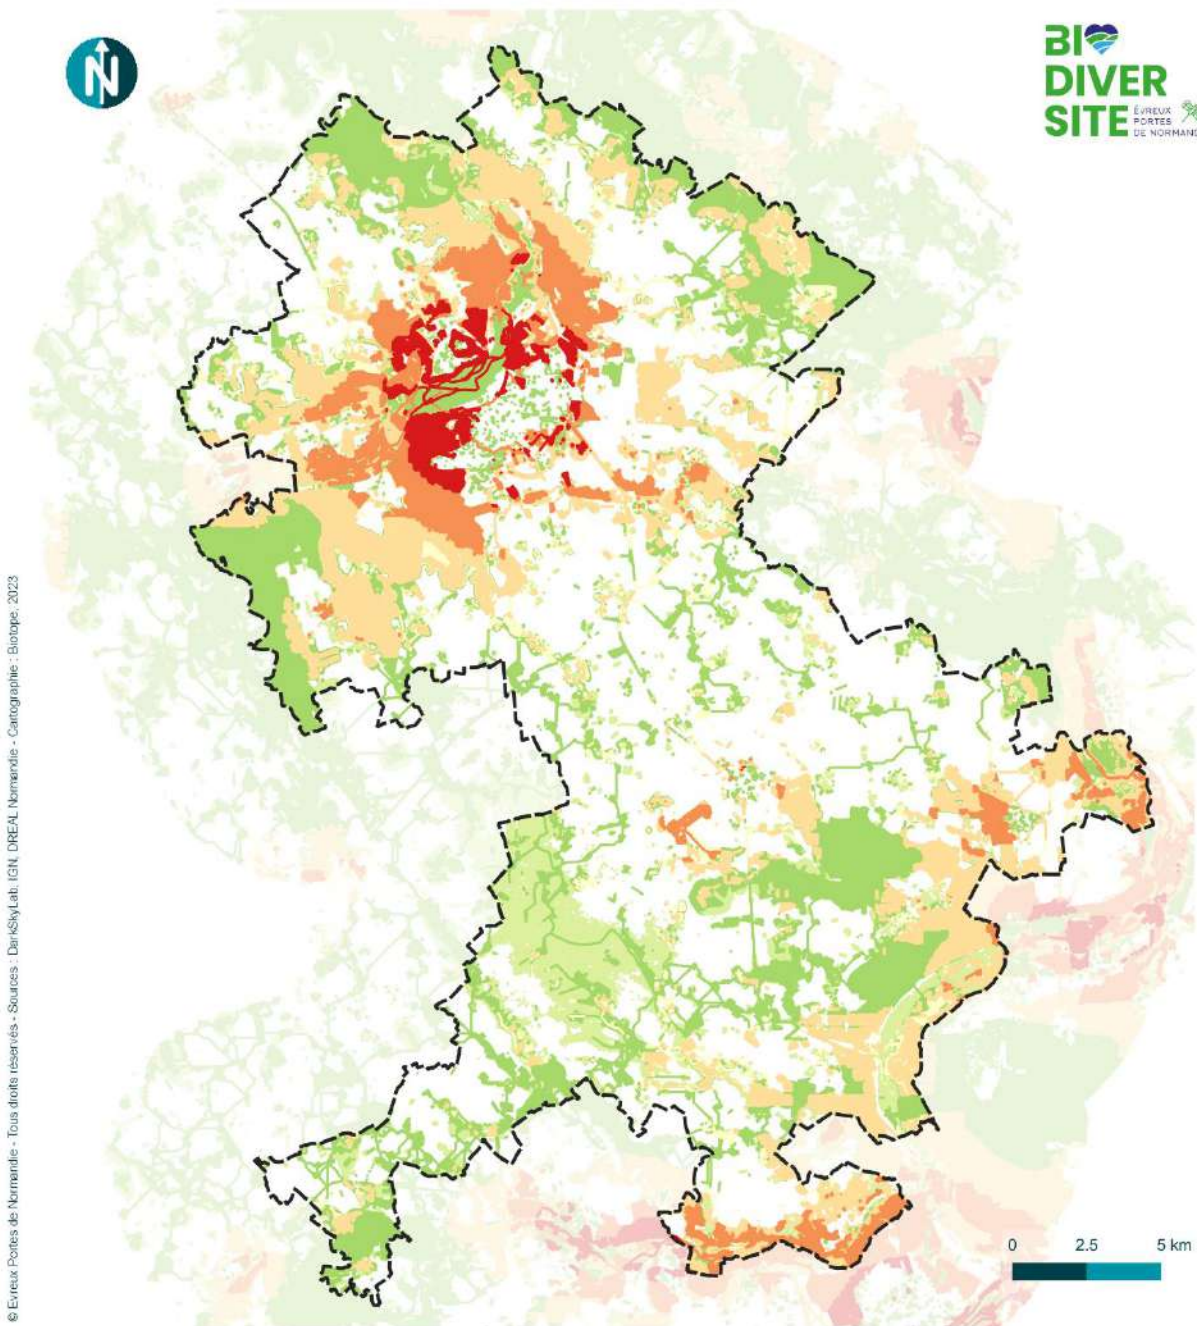 N
BI
DIVER
SITE
ÉVREUX
PORTES
DE NORMAND
© Evreux Portes de Normandie - Tous droits réservés - Sources : DarkSkyLab, IGN, DREAL Normandie - Cartographie : Biotope, 2023
0 2.5 5 km